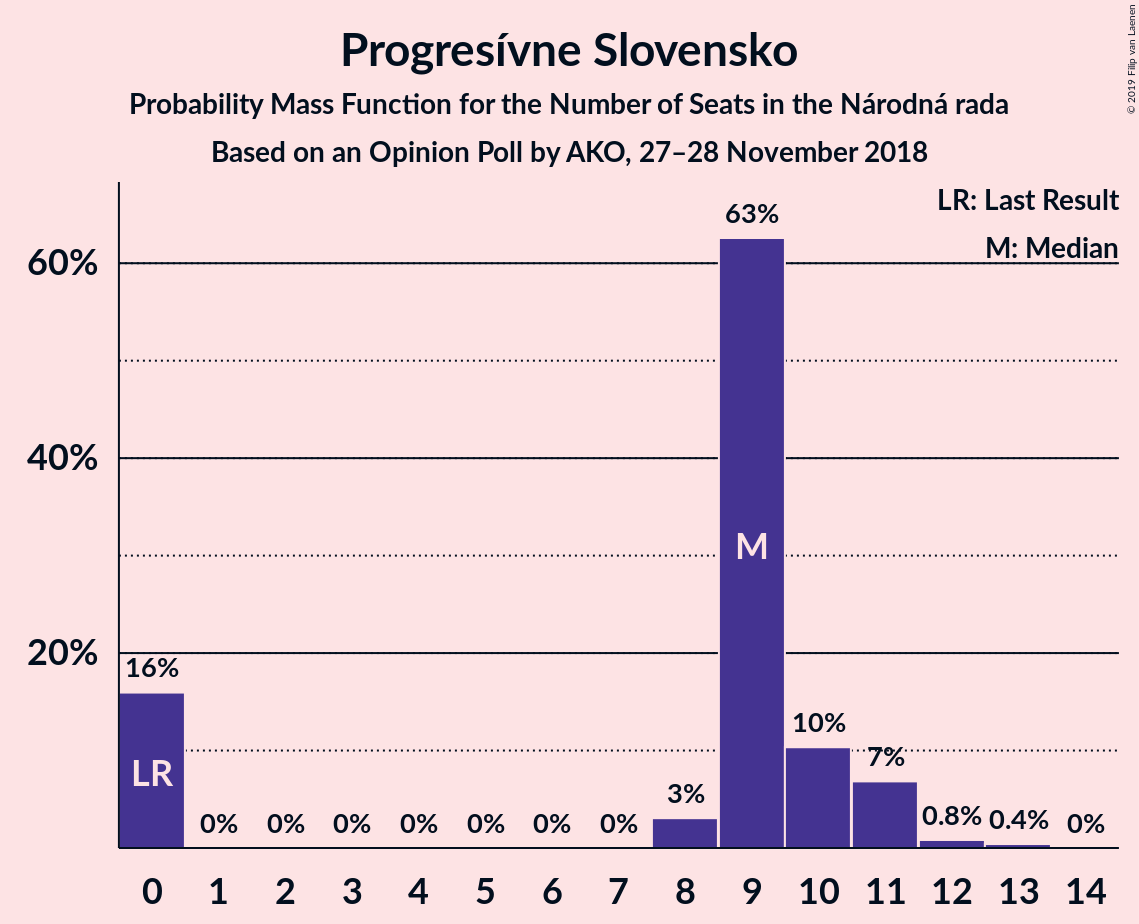 Progresívne Slovensko
Probability Mass Function for the Number of Seats in the Národná rada
Based on an Opinion Poll by AKO, 27–28 November 2018
© 2019 Filip van Laenen
LR: Last Result
M: Median
60%
40%
20%
63%
16%
10%
7%
3%
0% 0% 0% 0% 0% 0% 0% 0.8% 0.4% 0%
M
LR
0 1 2 3 4 5 6 7 8 9 10 11 12 13 14